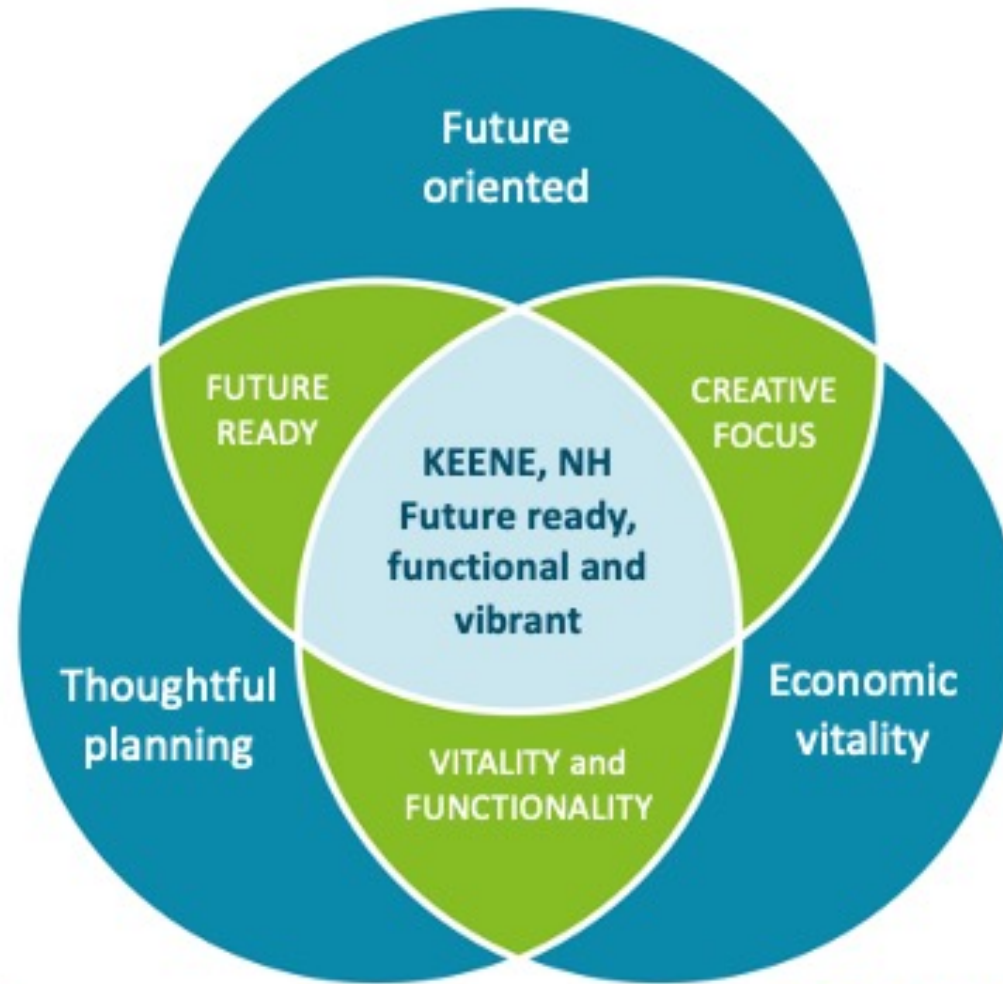 Future
oriented
FUTURE
READY
CREATIVE
FOCUS
KEENE, NH
Future ready,
functional and
vibrant
Thoughtful
planning
Economic
vitality
VITALITY and
FUNCTIONALITY